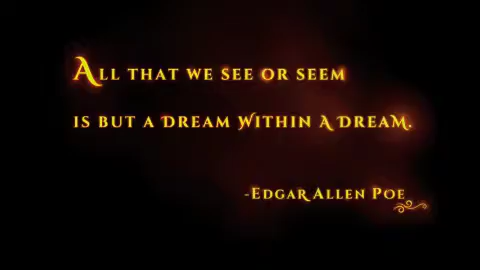 All that we see or seem
is but a dream within a dream.
-Edgar Allen Poe